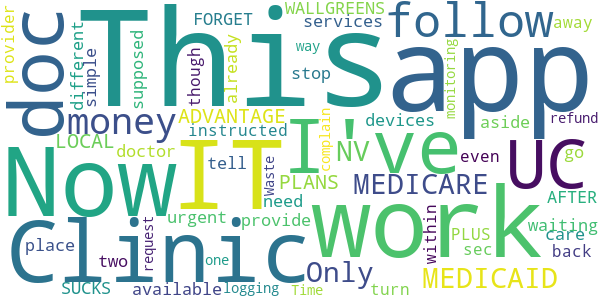 FORGET
WALLGREENS
follow
away
This
app
doc
provider
different
simple
supposed
though
already
services
way
stop
monitoring
money
ADVANTAGE
devices
aside
refund
LOCAL
instructed
I've
complain
NV
even
go
Now
IT
doctor
tell
Waste
PLANS
MEDICARE
UC
work
Clinic
urgent
need
provide
within
PLUS
AFTER
waiting
place
two
request
Only
sec
care
back
MEDICAID
SUCKS
available
one
logging
Time
turn